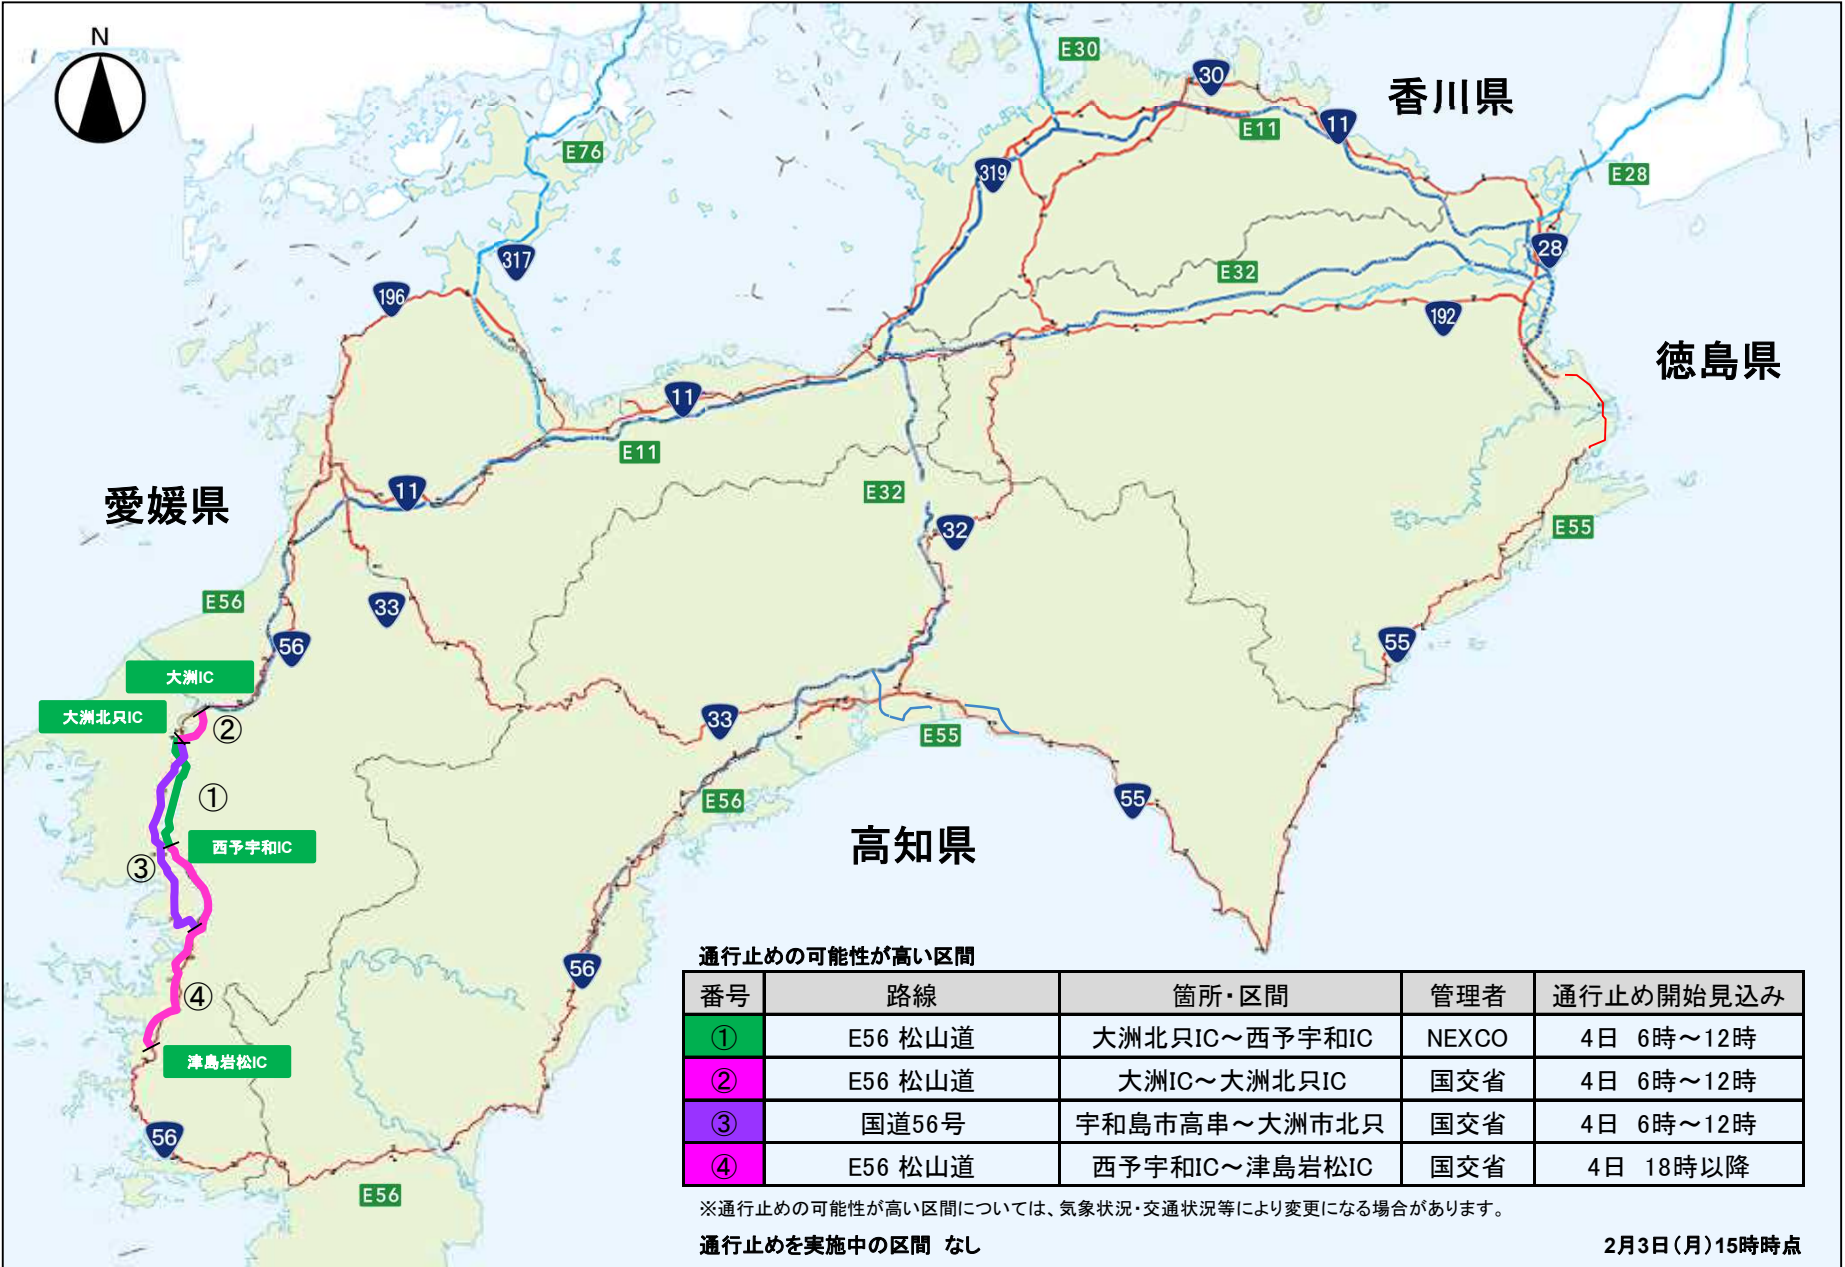 N
E30
30
香川県
11
E11
E76
319
E28
317
28
E32
196
192
徳島県
11
E11
愛媛県
11
E32
32
E55
E56
33
56
55
大洲IC
大洲北只IC
②
33
E55
①
E56
55
高知県
西予宇和IC
③
56
④
津島岩松IC
56
E56
通行止めの可能性が高い区間
番号 路線 箇所・区間 管理者 通行止め開始見込み
① E56 松山道 大洲北只IC～西予宇和IC NEXCO 4日 6時～12時
② E56 松山道 大洲IC～大洲北只IC 国交省 4日 6時～12時
③ 国道56号 宇和島市高串～大洲市北只 国交省 4日 6時～12時
④ E56 松山道 西予宇和IC～津島岩松IC 国交省 4日 18時以降
※通行止めの可能性が高い区間については、気象状況・交通状況等により変更になる場合があります。
通行止めを実施中の区間 なし
2月3日(月)15時時点